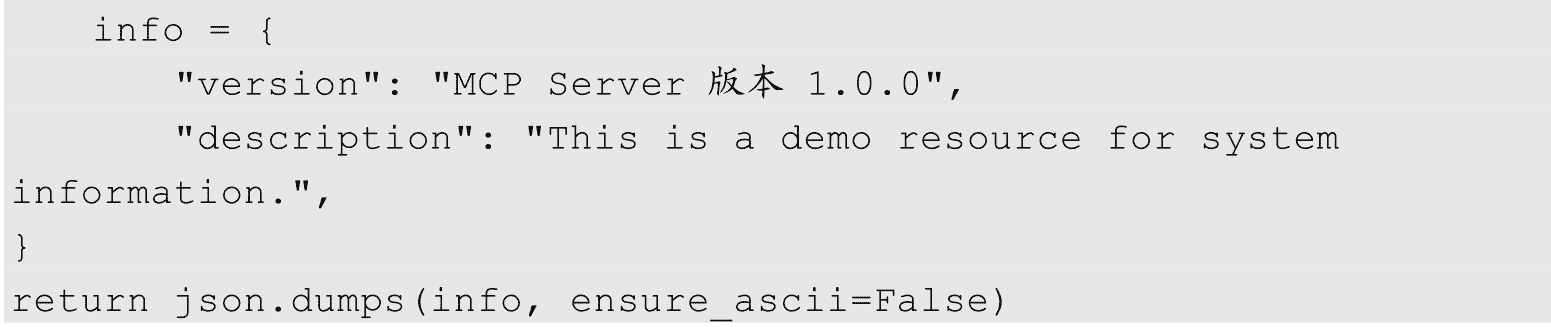 info = {
"version": "MCP Server 版本 1.0.0",
"description": "This is a demo resource for system
information.",
}
return json.dumps(info, ensure_ascii=False)